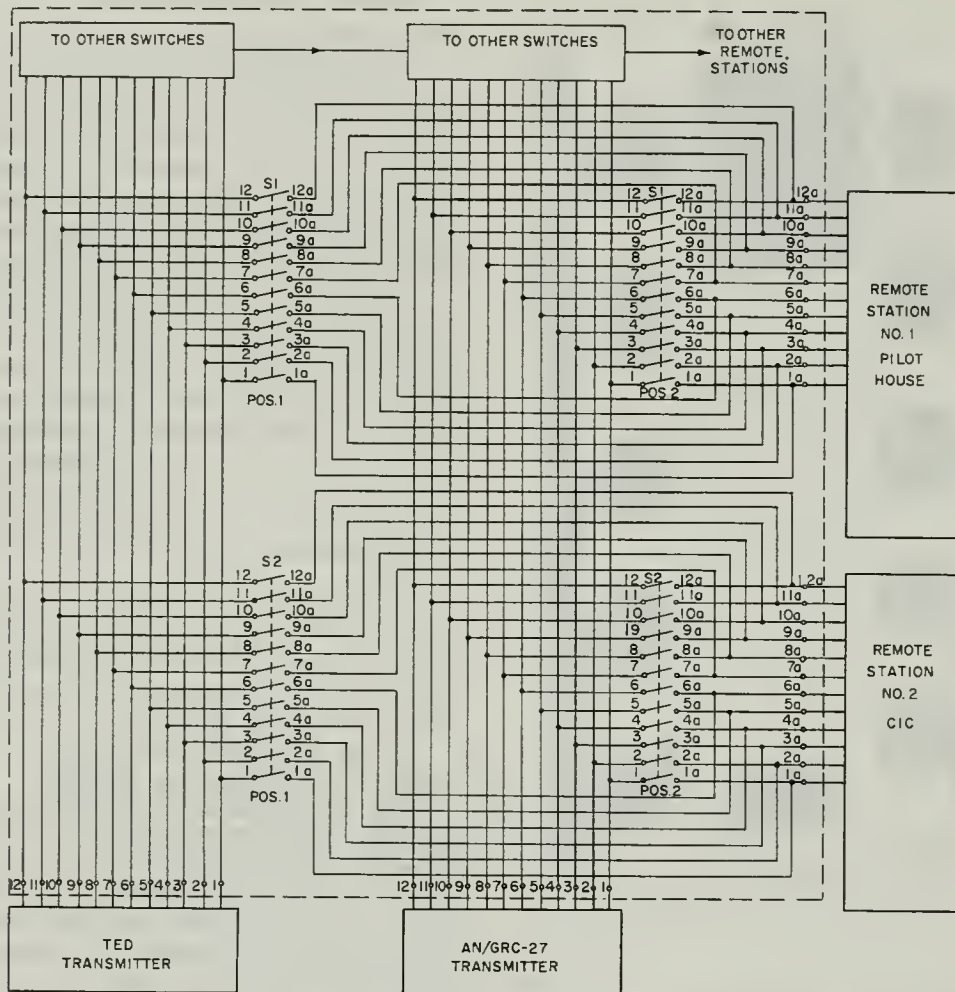 TO OTHER SWITCHES
TO OTHER SWITCHES
TO OTHER
REMOTE
STATIONS
S1
12 12a
11 11a
10 10a
9 9a
8 8a
7 7a
6 6a
5 5a
4 4a
3 3a
2 2a
1 1a
POS.1
S1
12 12a
11 11a
10 10a
9 9a
8 8a
7 7a
6 6a
5 5a
4 4a
3 3a
2 2a
1 1a
POS.2
12a
11a
10a
9a
8a
7a
6a
5a
4a
3a
2a
1a
REMOTE
STATION
NO. 1
PILOT
HOUSE
S2
12 12a
11 11a
10 10a
9 9a
8 8a
7 7a
6 6a
5 5a
4 4a
3 3a
2 2a
1 1a
POS.1
S2
12 12a
11 11a
10 10a
19 9a
8 8a
7 7a
6 6a
5 5a
4 4a
3 3a
2 2a
1 1a
POS.2
12a
11a
10a
9a
8a
7a
6a
5a
4a
3a
2a
1a
REMOTE
STATION
NO. 2
CIC
12 11 10 9 8 7 6 5 4 3 2 1
12 11 10 9 8 7 6 5 4 3 2 1
TED
TRANSMITTER
AN/GRC-27
TRANSMITTER